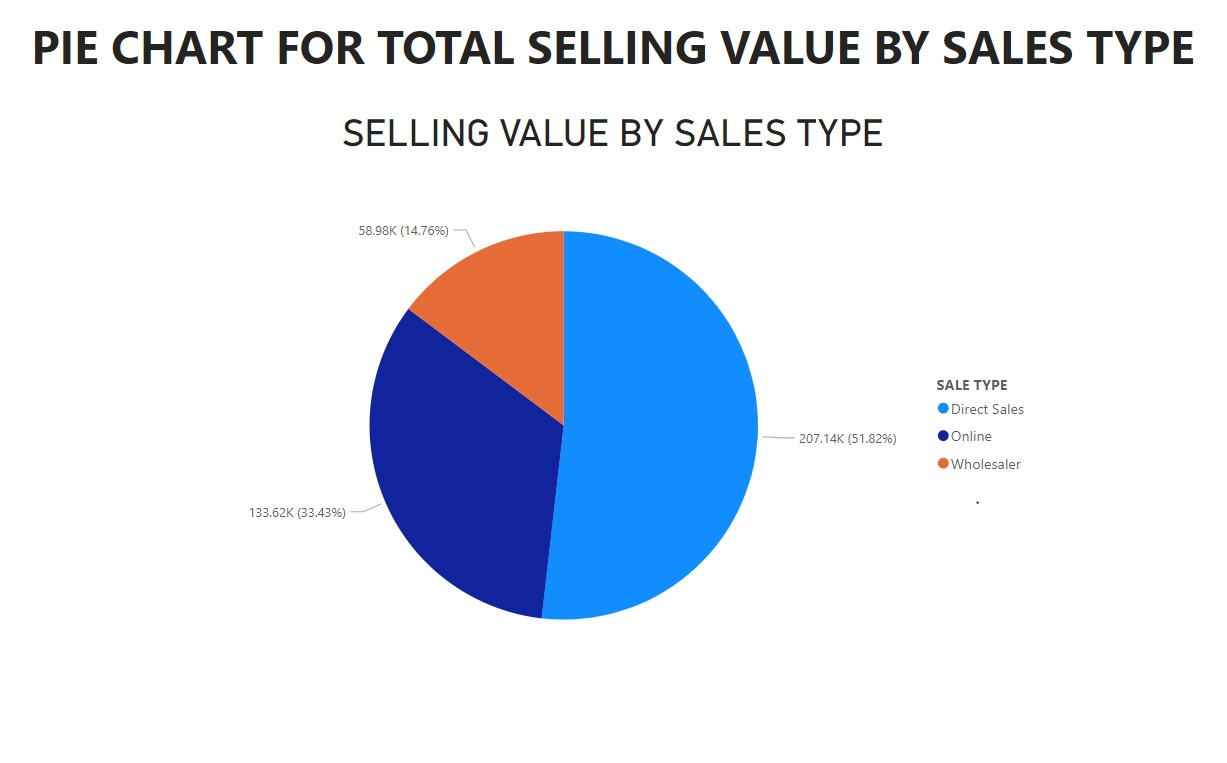 PIE CHART FOR TOTAL SELLING VALUE BY SALES TYPE
SELLING VALUE BY SALES TYPE
58.98K (14.76%)
207.14K (51.82%)
133.62K (33.43%)
SALE TYPE
Direct Sales
Online
Wholesaler